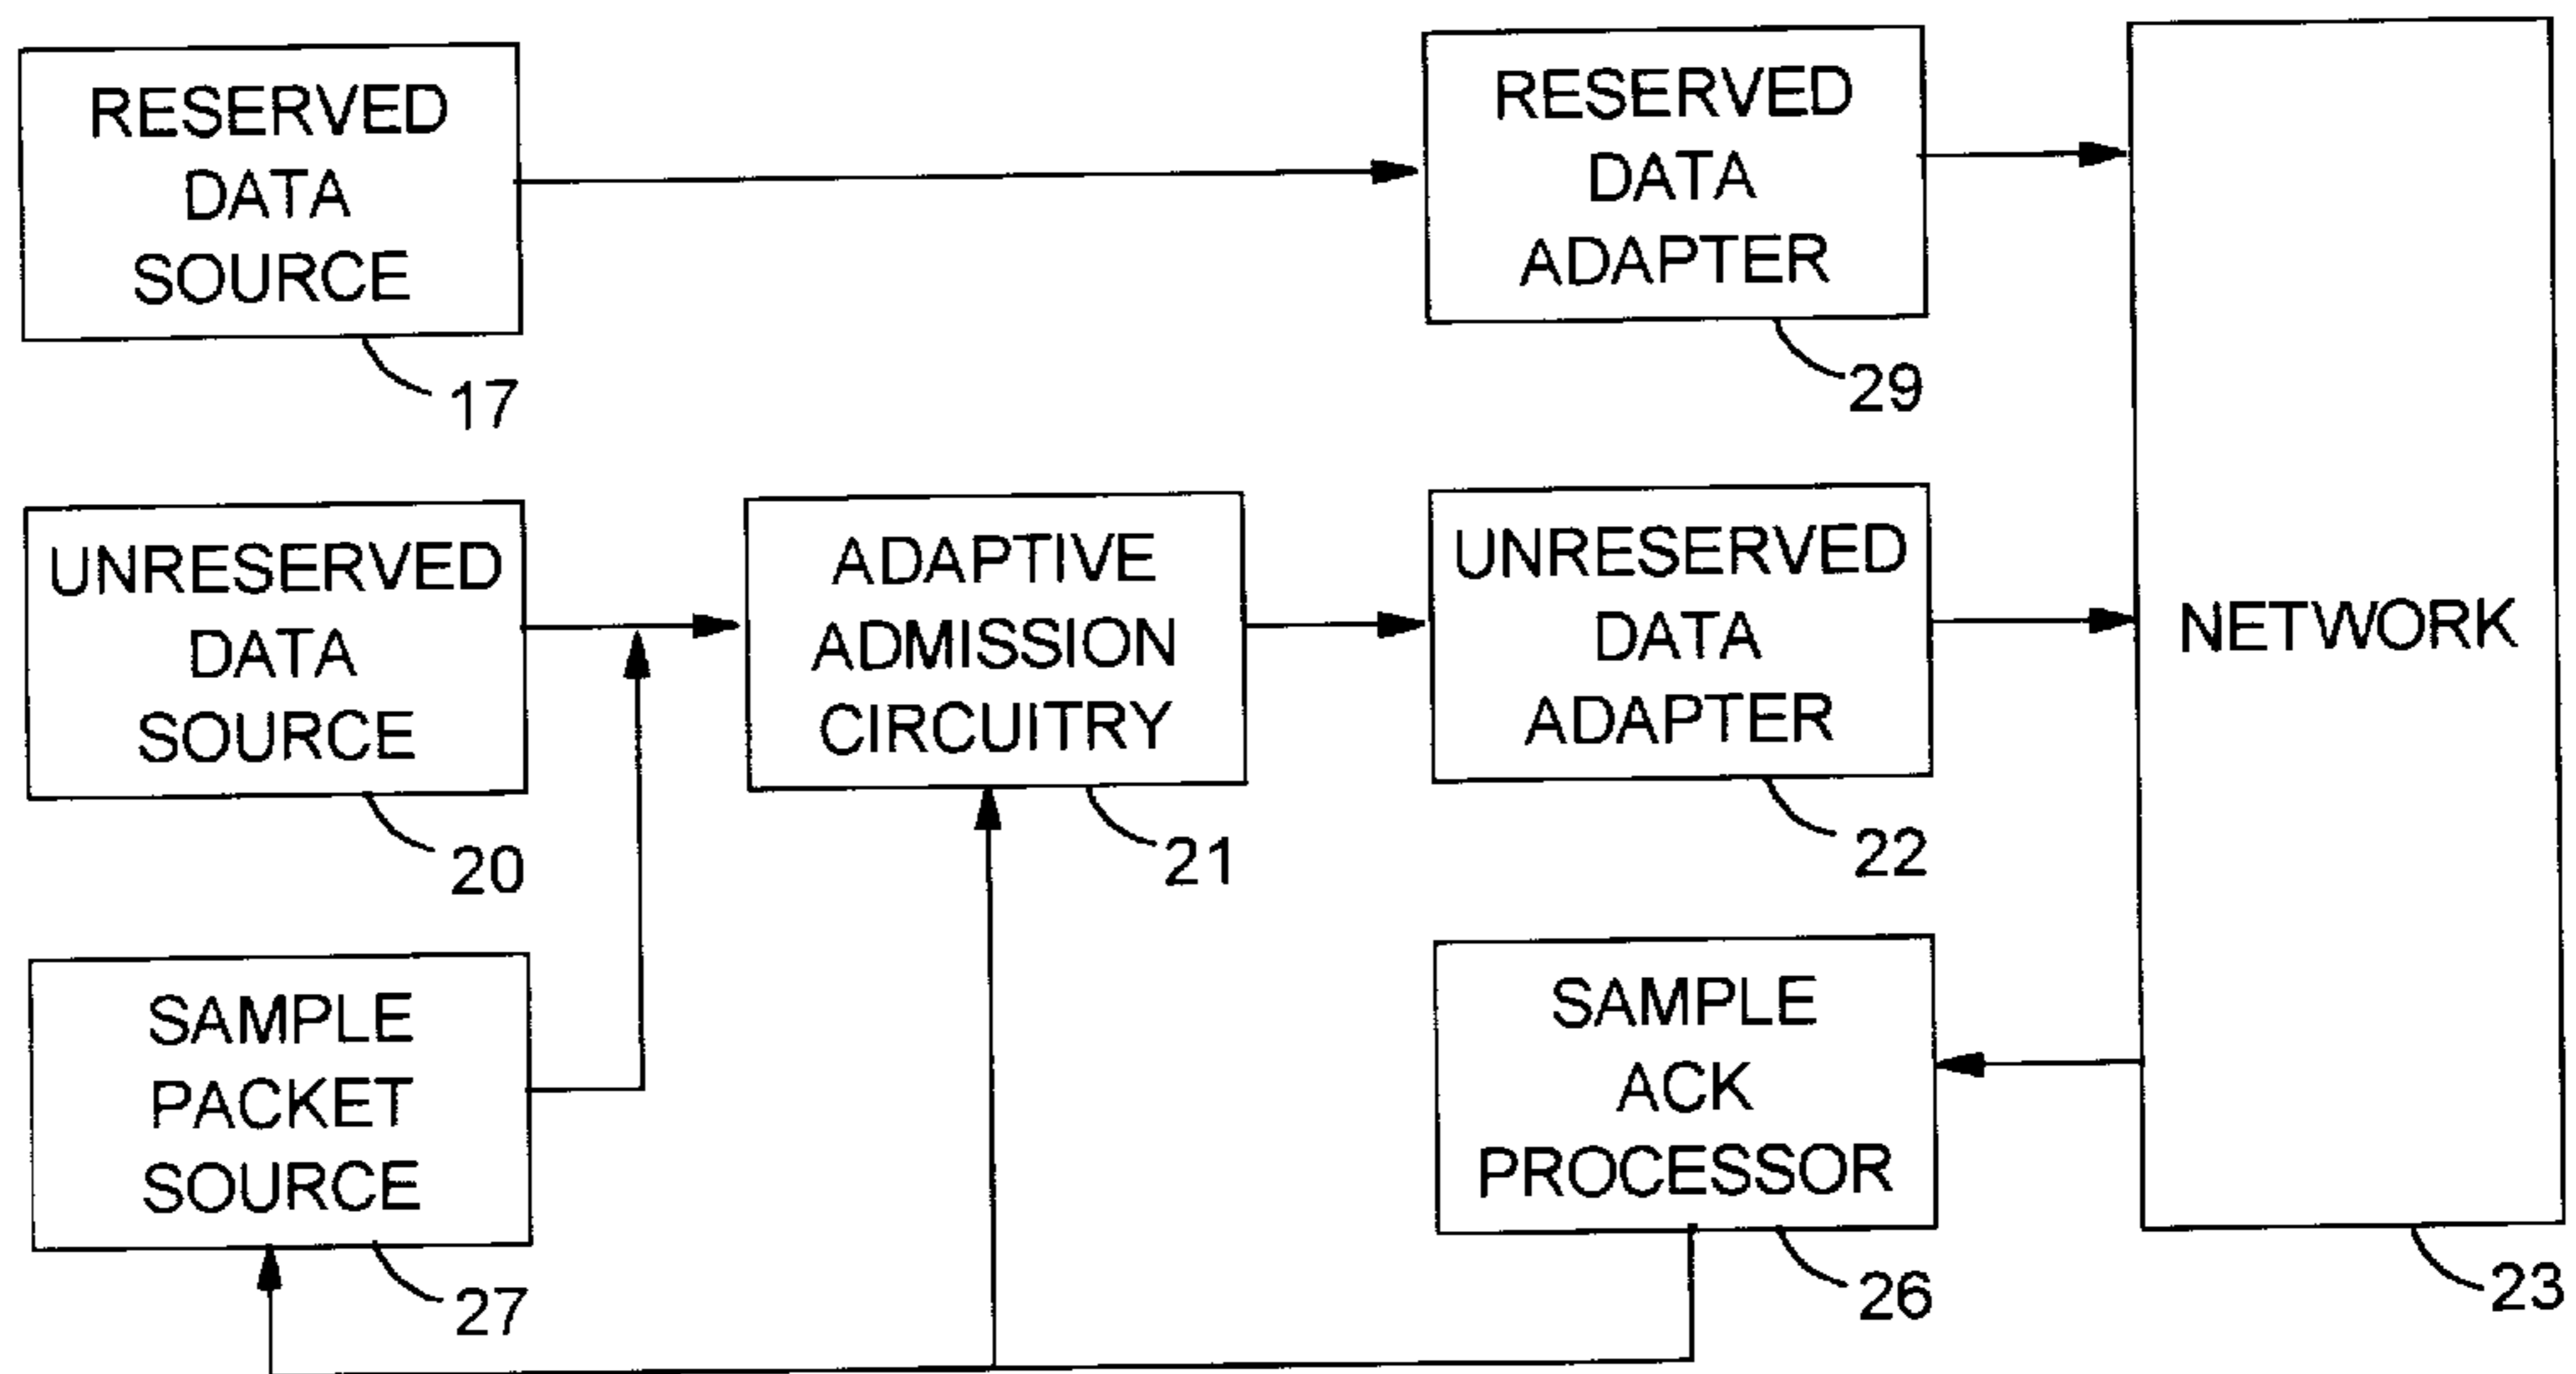 RESERVED
DATA
SOURCE
17
RESERVED
DATA
ADAPTER
29
UNRESERVED
DATA
SOURCE
20
ADAPTIVE
ADMISSION
CIRCUITRY
21
UNRESERVED
DATA
ADAPTER
22
NETWORK
23
SAMPLE
PACKET
SOURCE
27
SAMPLE
ACK
PROCESSOR
26